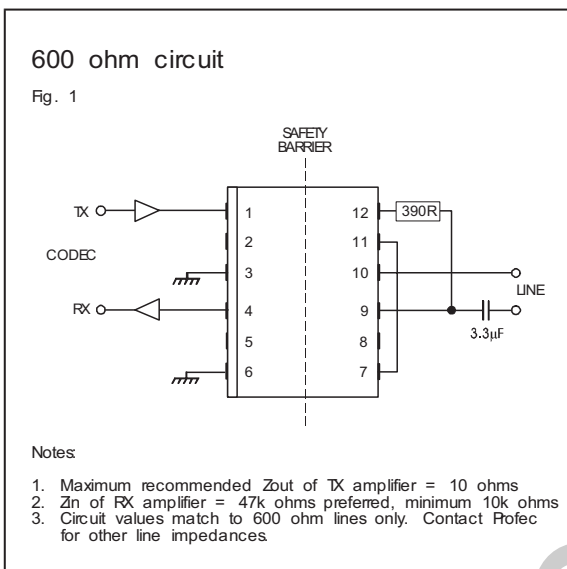 600 ohm circuit
Fig. 1
SAFETY
BARRIER
TX
1
12
390R
2
11
CODEC
3
10
LINE
RX
4
9
3.3µF
5
8
6
7
Notes:
1. Maximum recommended Zout of TX amplifier = 10 ohms
2. Zin of RX amplifier = 47k ohms preferred, minimum 10k ohms
3. Circuit values match to 600 ohm lines only. Contact Profec
for other line impedances.